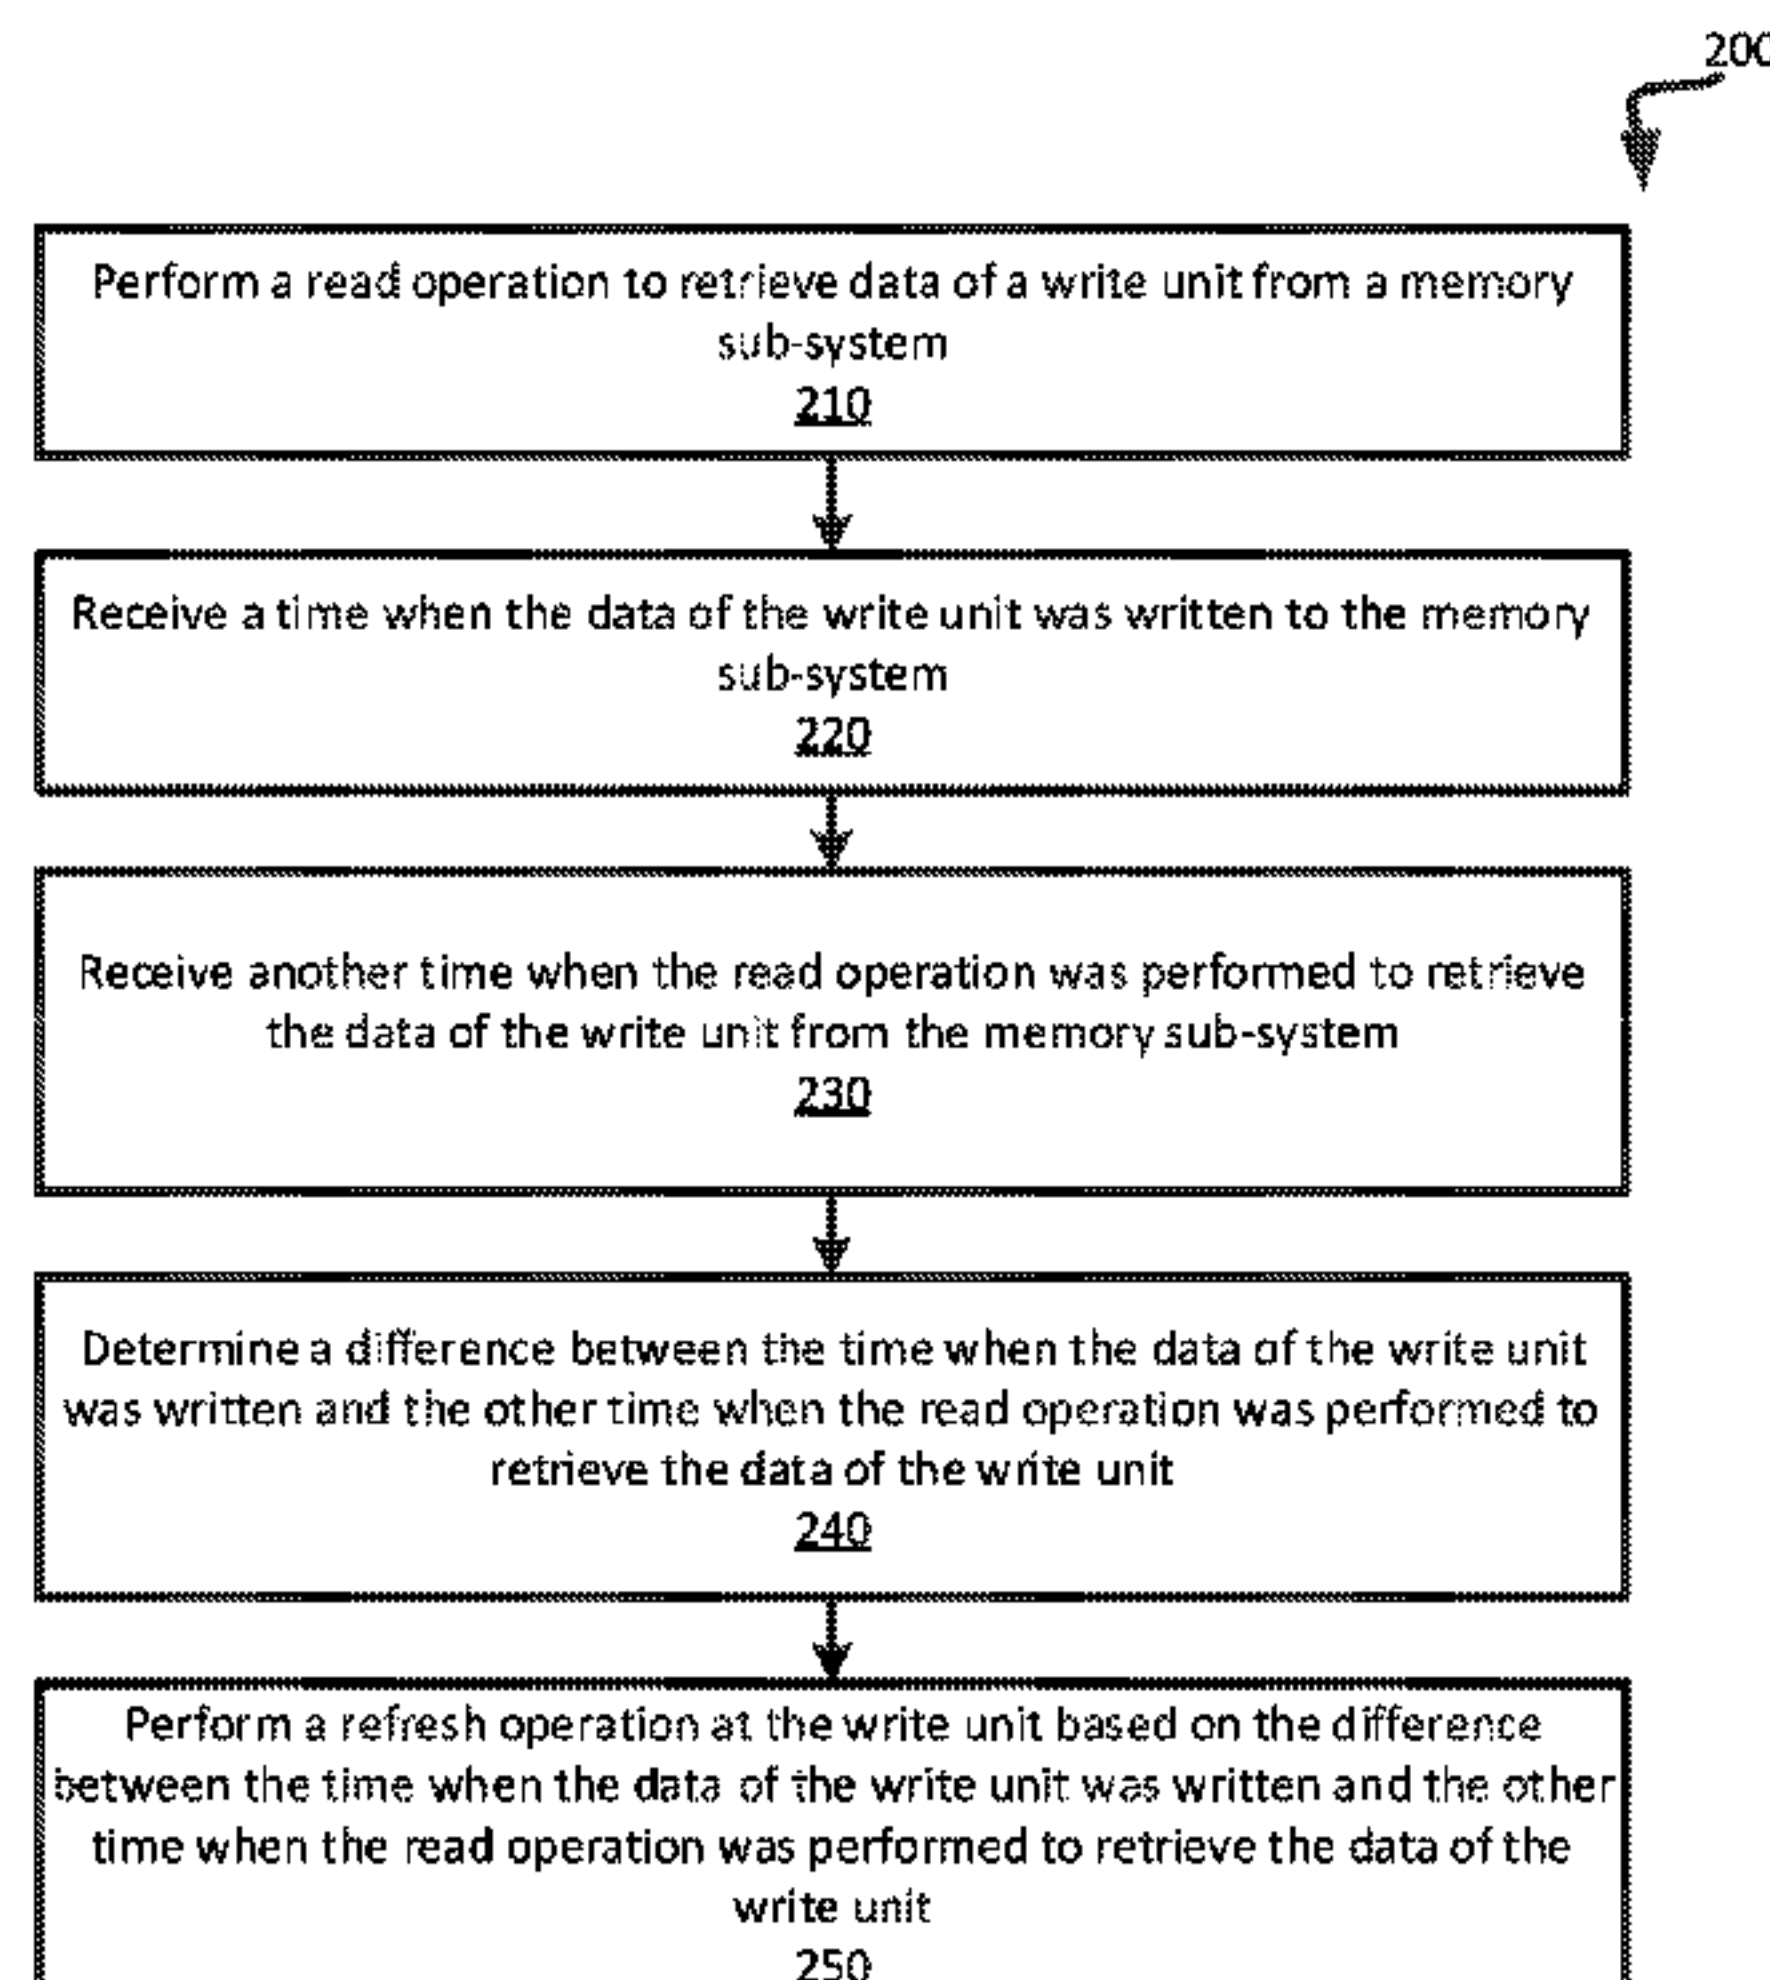 200
Perform a read operation to retrieve data of a write unit from a memory
sub-system
210
Receive a time when the data of the write unit was written to the memory
sub-system
220
Receive another time when the read operation was performed to retrieve
the data of the write unit from the memory sub-system
230
Determine a difference between the time when the data of the write unit
was written and the other time when the read operation was performed to
retrieve the data of the write unit
240
Perform a refresh operation at the write unit based on the difference
between the time when the data of the write unit was written and the other
time when the read operation was performed to retrieve the data of the
write unit
250